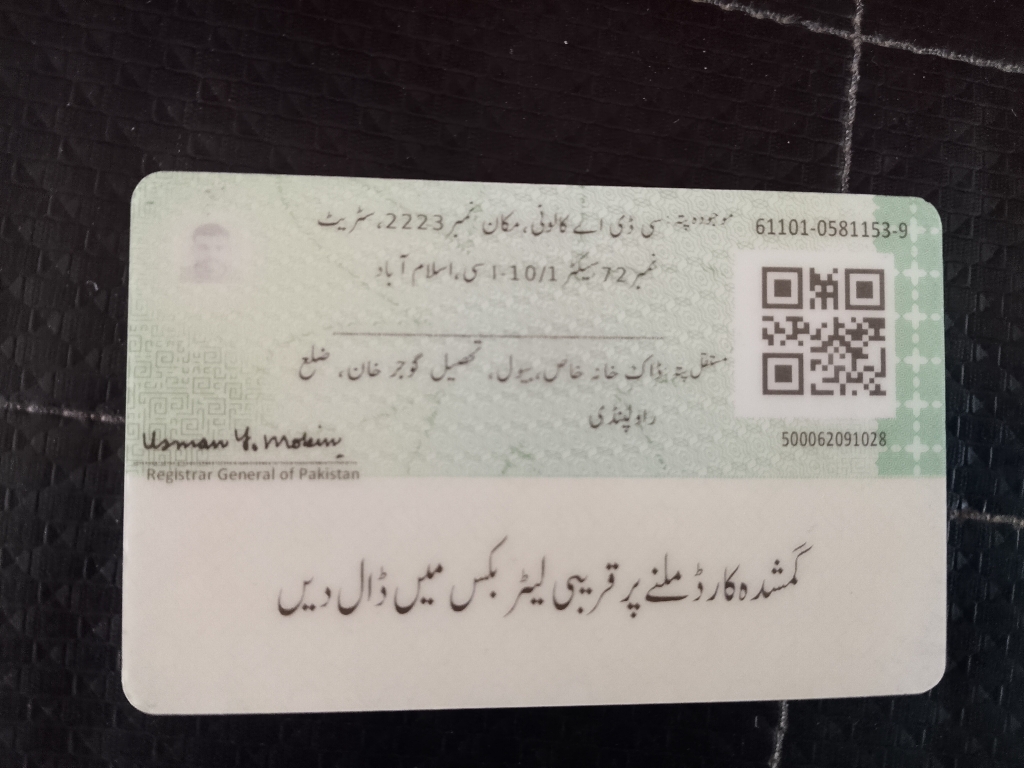 موجودہ پتہ: سی ڈی اے کالونی، مکان نمبر 2223، سٹریٹ
نمبر 72 سیکٹر I-10/1 سی، اسلام آباد
61101-0581153-9
مستقل پتہ: ڈاک خانہ خاص، بیول، تحصیل گوجر خان، ضلع
راولپنڈی
500062091028
Usman Y. Mobin
Registrar General of Pakistan
گمشدہ کارڈ ملنے پر قریبی لیٹر بکس میں ڈال دیں